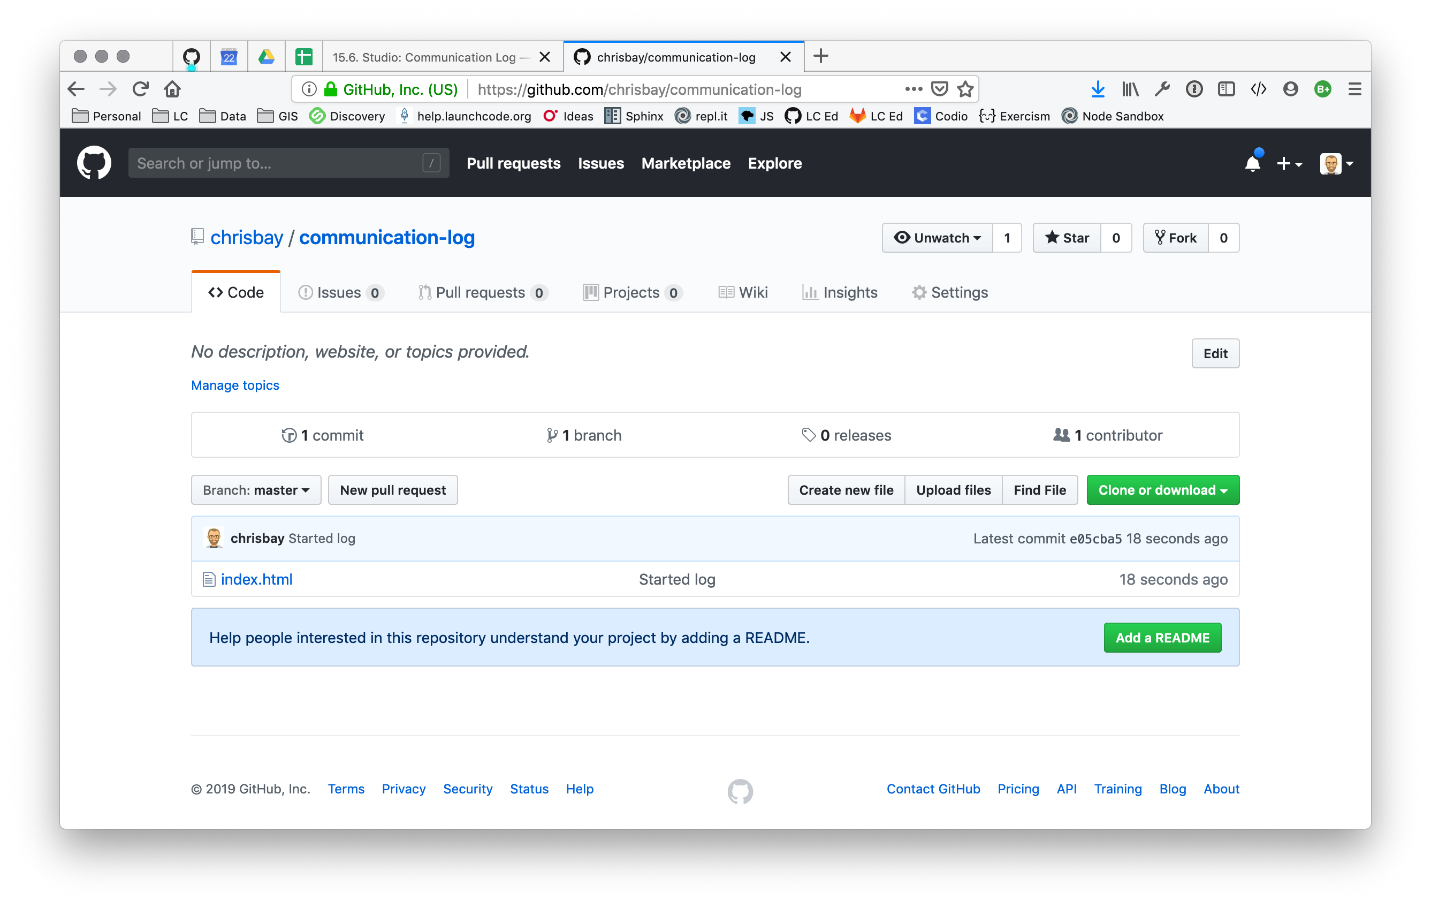 22 15.6. Studio: Communication Log — chrisbay/communication-log
GitHub, Inc. (US) https://github.com/chrisbay/communication-log
Personal LC Data GIS Discovery help.launchcode.org Ideas Sphinx repl.it JS LC Ed LC Ed Codio {··} Exercism Node Sandbox
Search or jump to... / Pull requests Issues Marketplace Explore
chrisbay / communication-log Unwatch 1 Star 0 Fork 0
Code Issues 0 Pull requests 0 Projects 0 Wiki Insights Settings
No description, website, or topics provided. Edit
Manage topics
1 commit 1 branch 0 releases 1 contributor
Branch: master New pull request Create new file Upload files Find File Clone or download
chrisbay Started log Latest commit e05cba5 18 seconds ago
index.html Started log 18 seconds ago
Help people interested in this repository understand your project by adding a README. Add a README
© 2019 GitHub, Inc. Terms Privacy Security Status Help Contact GitHub Pricing API Training Blog About